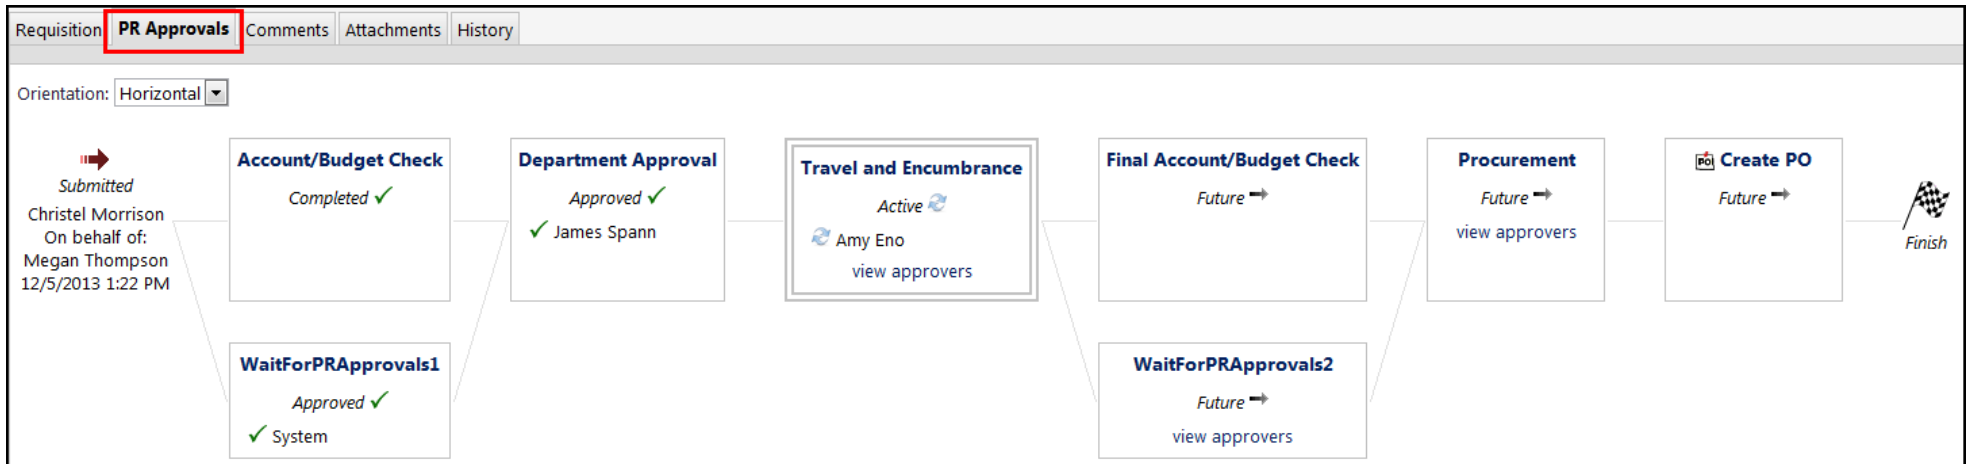 Requisition PR Approvals Comments Attachments History
Orientation: Horizontal
Submitted
Christel Morrison
On behalf of:
Megan Thompson
12/5/2013 1:22 PM
Account/Budget Check
Completed
WaitForPRApprovals1
Approved
System
Department Approval
Approved
James Spann
Travel and Encumbrance
Active
Amy Eno
view approvers
Final Account/Budget Check
Future
WaitForPRApprovals2
Future
view approvers
Procurement
Future
view approvers
PO Create PO
Future
Finish